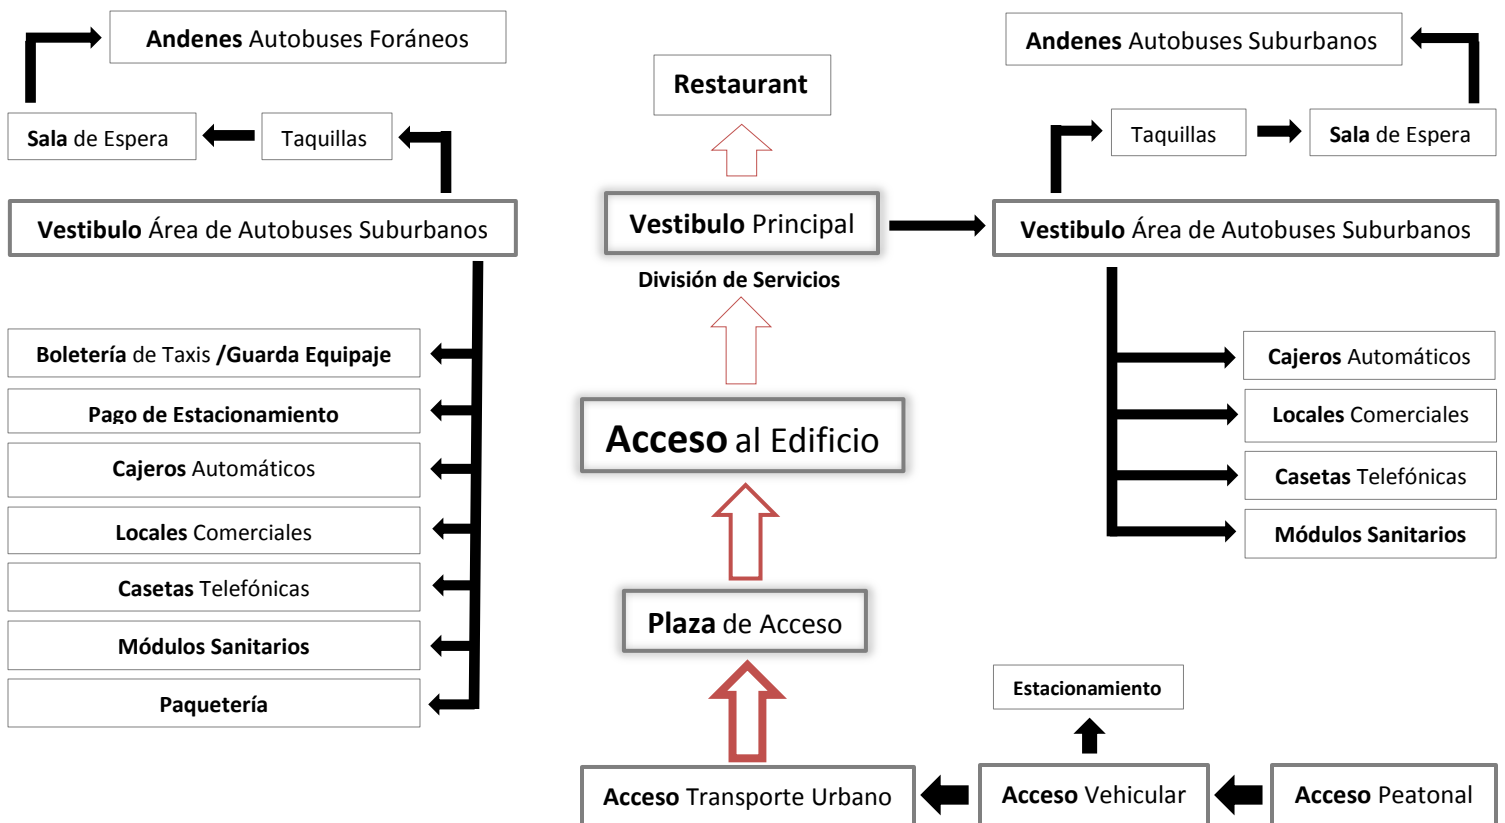 Andenes Autobuses Foráneos
Sala de Espera
Taquillas
Vestibulo Área de Autobuses Suburbanos
Boletería de Taxis /Guarda Equipaje
Pago de Estacionamiento
Cajeros Automáticos
Locales Comerciales
Casetas Telefónicas
Módulos Sanitarios
Paquetería
Restaurant
Vestibulo Principal
División de Servicios
Acceso al Edificio
Plaza de Acceso
Acceso Transporte Urbano
Andenes Autobuses Suburbanos
Taquillas
Sala de Espera
Vestibulo Área de Autobuses Suburbanos
Cajeros Automáticos
Locales Comerciales
Casetas Telefónicas
Módulos Sanitarios
Estacionamiento
Acceso Vehicular
Acceso Peatonal